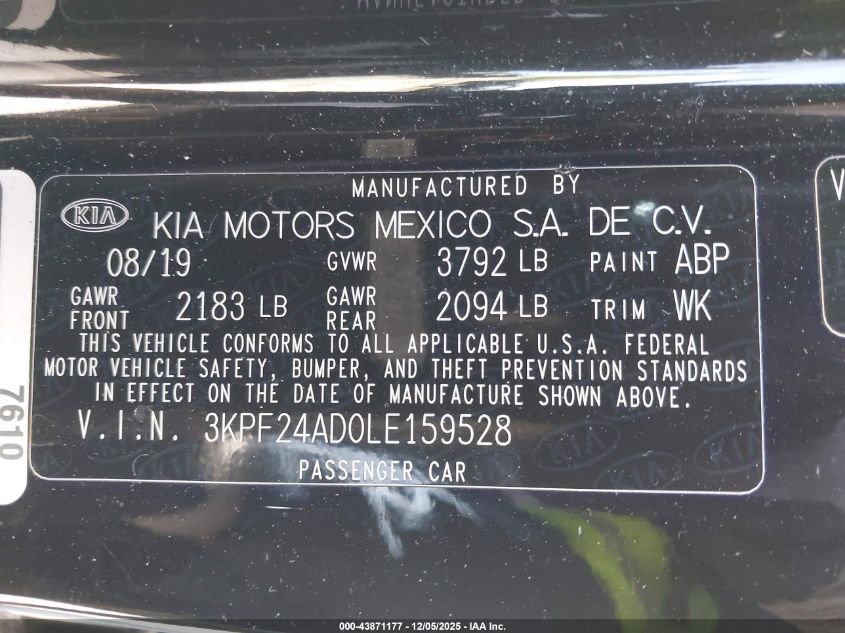 MANUFACTURED BY
KIA KIA MOTORS MEXICO S.A. DE C.V.
08/19 GVWR 3792 LB PAINT ABP
GAWR FRONT 2183 LB GAWR REAR 2094 LB TRIM WK
THIS VEHICLE CONFORMS TO ALL APPLICABLE U.S.A. FEDERAL
MOTOR VEHICLE SAFETY, BUMPER, AND THEFT PREVENTION STANDARDS
IN EFFECT ON THE DATE OF MANUFACTURE SHOWN ABOVE.
V.I.N. 3KPF24AD0LE159528
PASSENGER CAR
7610
V
000-43871177 - 12/05/2025 - IAA Inc.